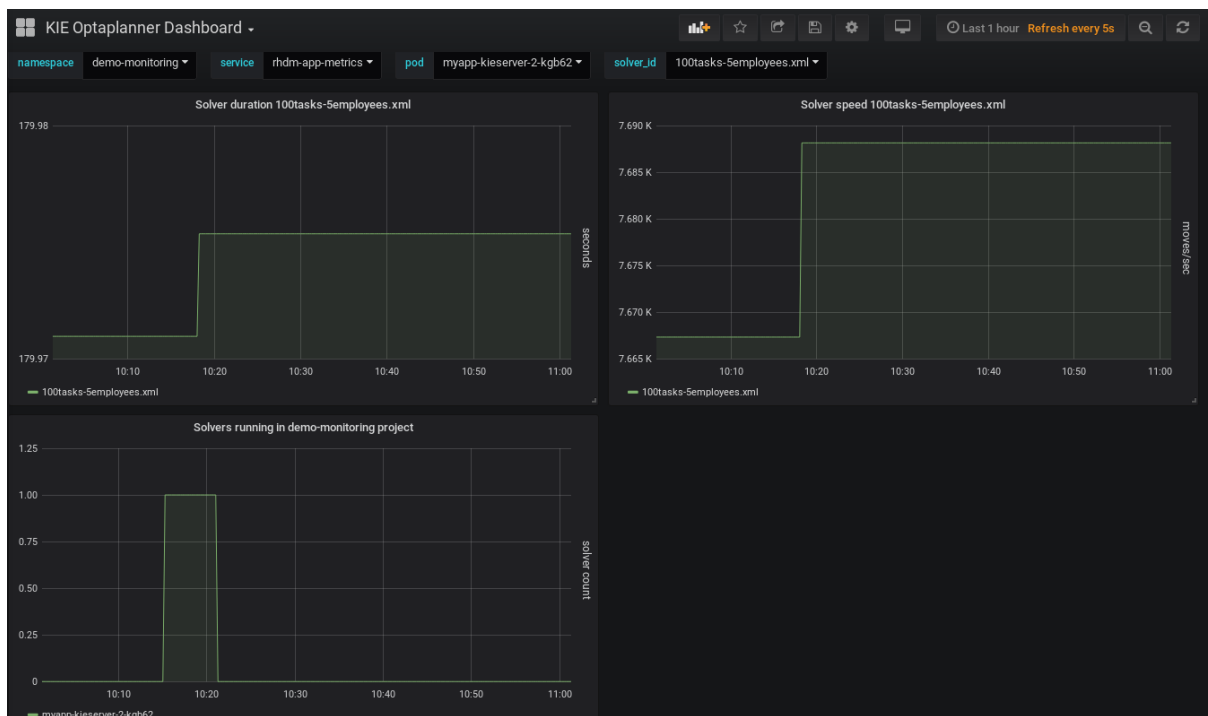 KIE Optaplanner Dashboard
Last 1 hour Refresh every 5s
namespace demo-monitoring service rhdm-app-metrics pod myapp-kieserver-2-kgb62 solver_id 100tasks-5employees.xml
Solver duration 100tasks-5employees.xml
179.98
179.97
seconds
10:10 10:20 10:30 10:40 10:50 11:00
100tasks-5employees.xml
Solver speed 100tasks-5employees.xml
7.690 K
7.685 K
7.680 K
7.675 K
7.670 K
7.665 K
moves/sec
10:10 10:20 10:30 10:40 10:50 11:00
100tasks-5employees.xml
Solvers running in demo-monitoring project
1.25
1.00
0.75
0.50
0.25
0
solver count
10:10 10:20 10:30 10:40 10:50 11:00
myapp-kieserver-2-kgb62